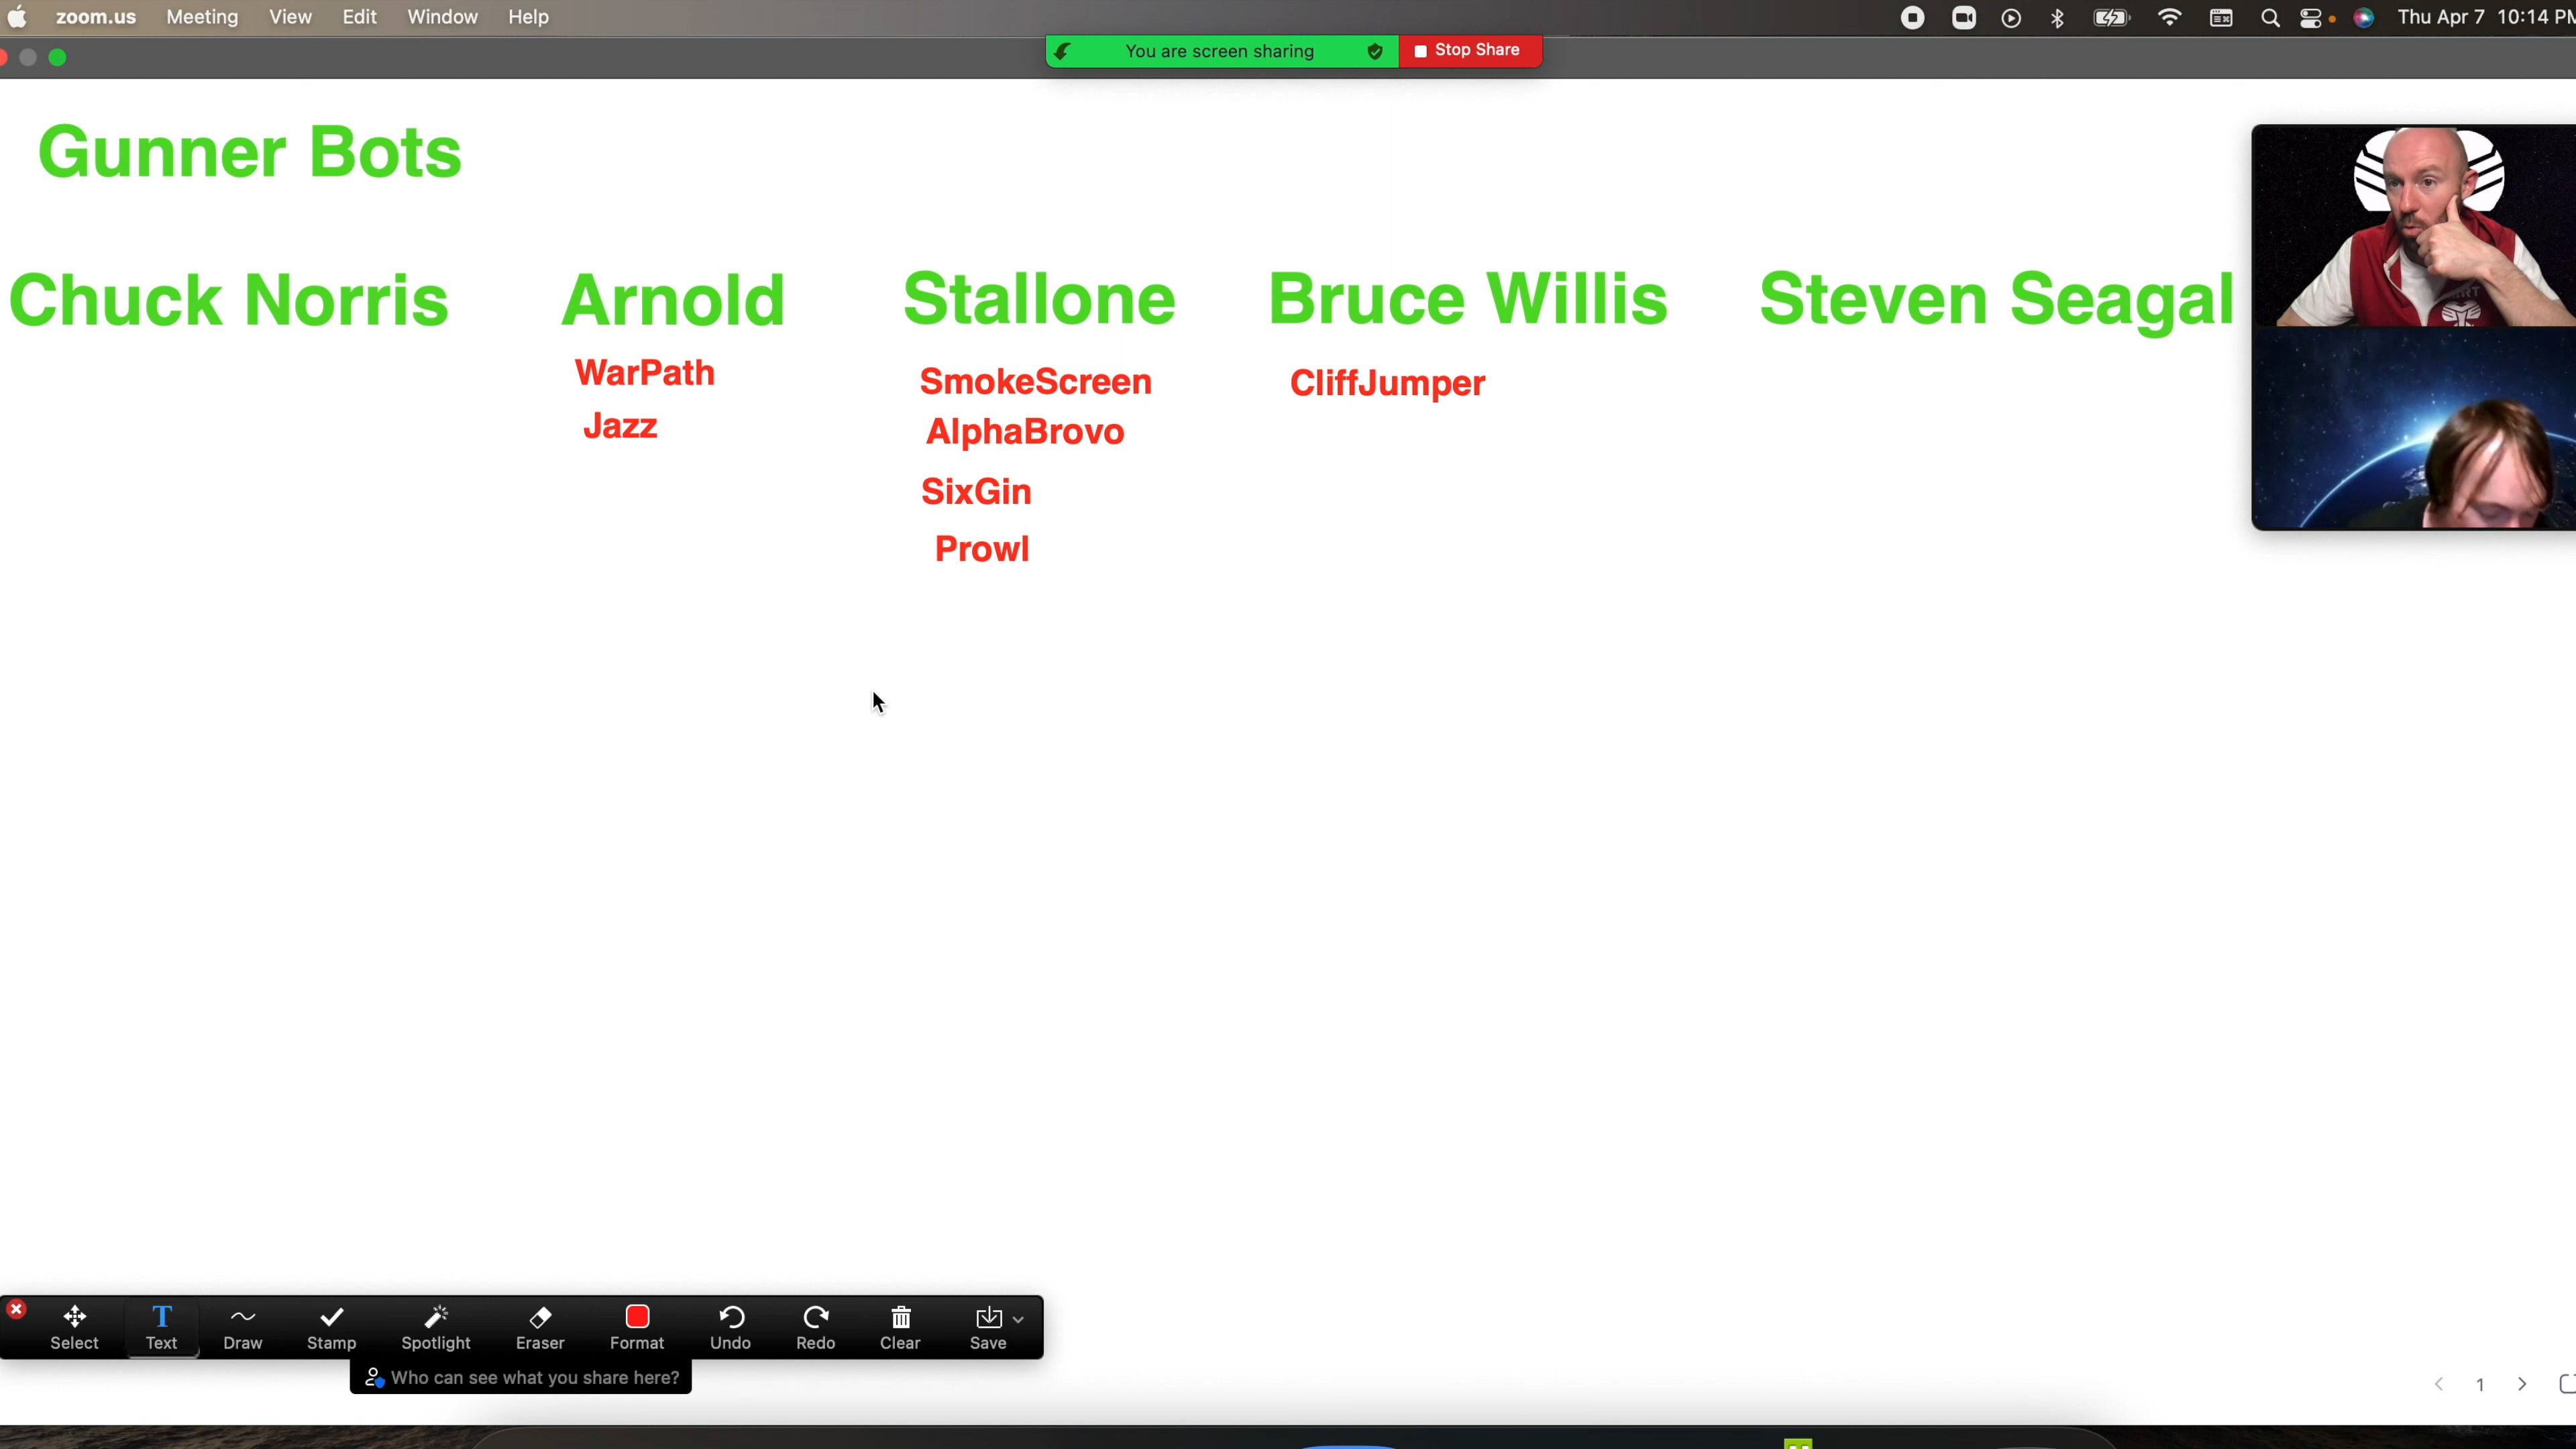 zoom.us Meeting View Edit Window Help Thu Apr 7 10:14 PM
You are screen sharing Stop Share
Gunner Bots
Chuck Norris Arnold Stallone Bruce Willis Steven Seagal
WarPath SmokeScreen CliffJumper
Jazz AlphaBrovo
SixGin
Prowl
Select Text Draw Stamp Spotlight Eraser Format Undo Redo Clear Save
Who can see what you share here?
1